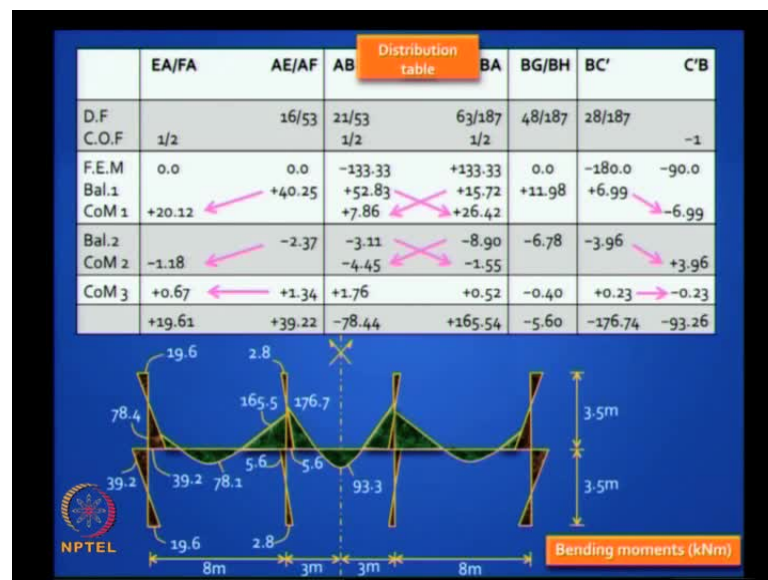 Distribution table
EA/FA AE/AF AB BA BG/BH BC' C'B
D.F 16/53 21/53 63/187 48/187 28/187
C.O.F 1/2 1/2 1/2 -1
F.E.M 0.0 0.0 -133.33 +133.33 0.0 -180.0 -90.0
Bal.1 +40.25 +52.83 +15.72 +11.98 +6.99
CoM 1 +20.12 +7.86 +26.42 -6.99
Bal.2 -2.37 -3.11 -8.90 -6.78 -3.96
CoM 2 -1.18 -4.45 -1.55 +3.96
CoM 3 +0.67 +1.34 +1.76 +0.52 -0.40 +0.23 -0.23
+19.61 +39.22 -78.44 +165.54 -5.60 -176.74 -93.26
19.6 2.8
78.4 165.5 176.7 3.5m
39.2 39.2 78.1 5.6 5.6 93.3 3.5m
19.6 2.8
8m 3m 3m 8m
NPTEL
Bending moments (kNm)